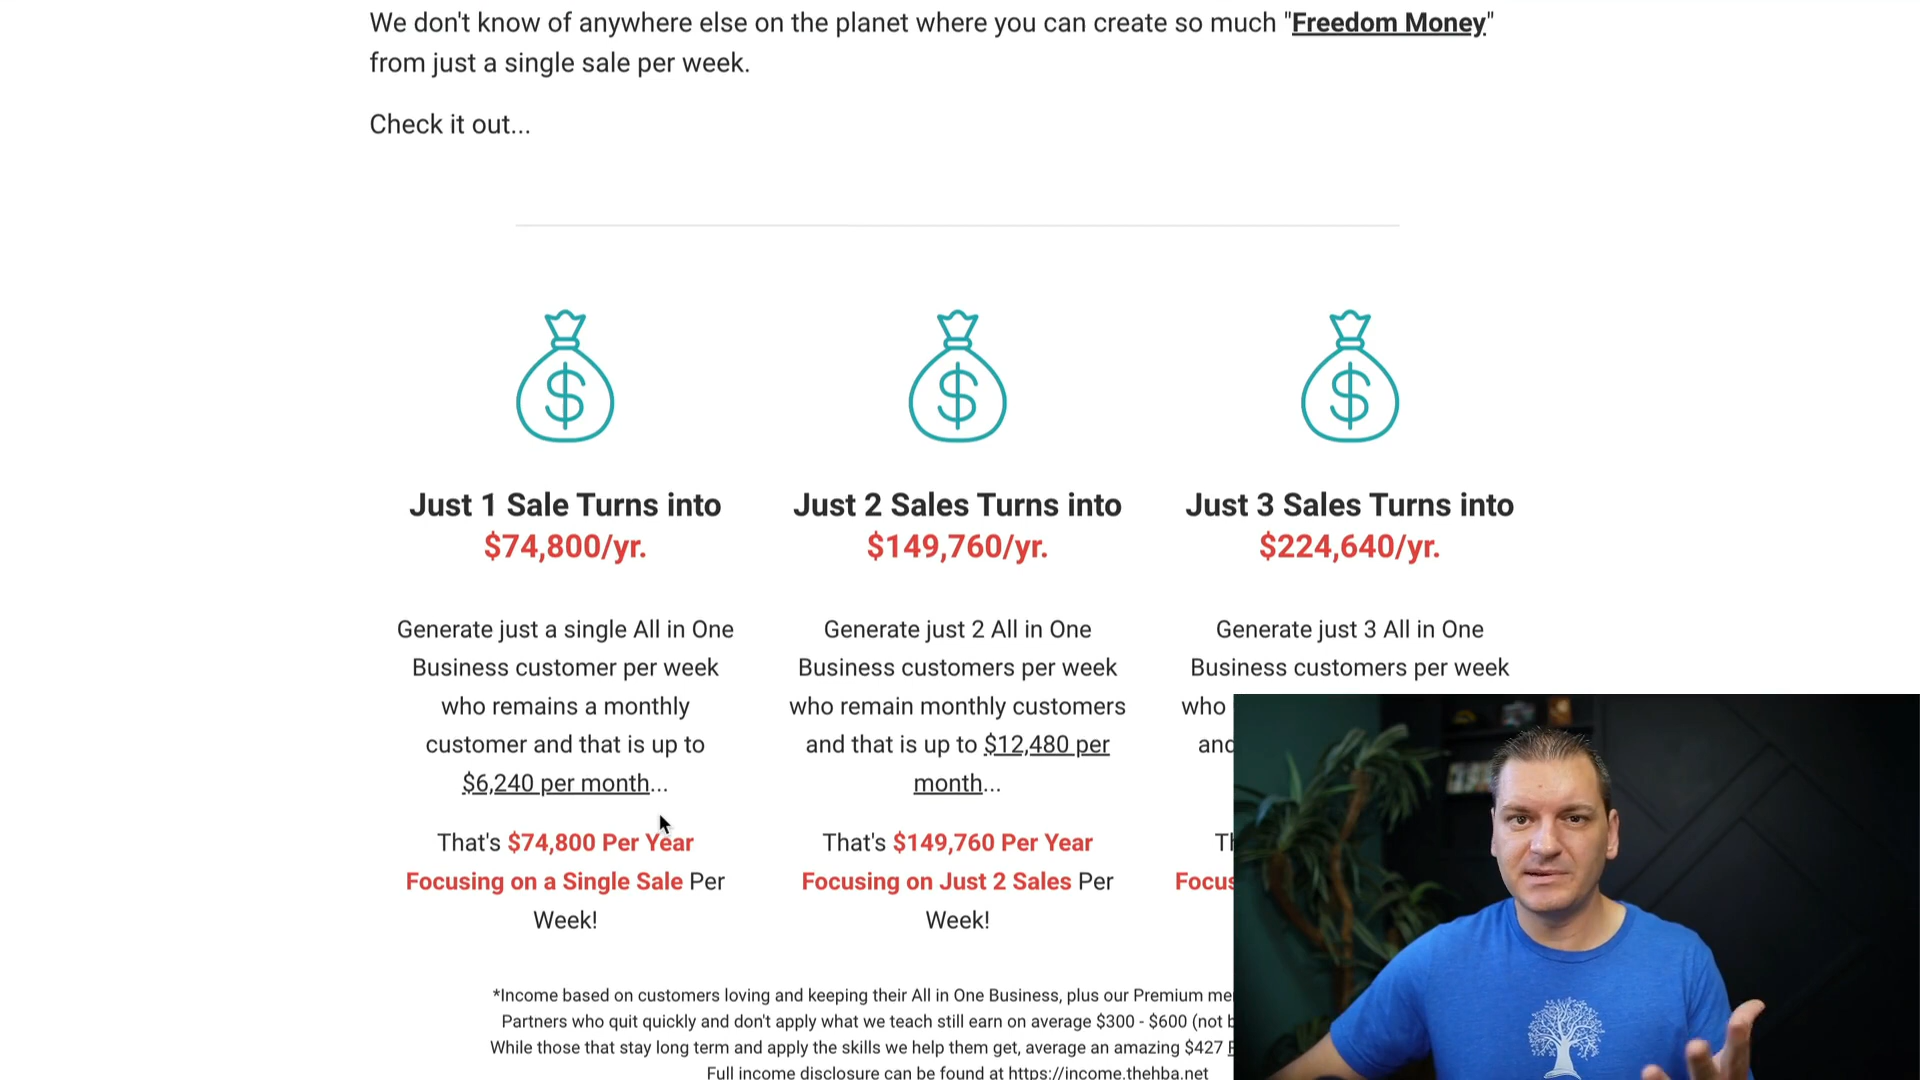 We don't know of anywhere else on the planet where you can create so much "Freedom Money"
from just a single sale per week.
Check it out...
Just 1 Sale Turns into
$74,800/yr.
Generate just a single All in One
Business customer per week
who remains a monthly
customer and that is up to
$6,240 per month...
That's $74,800 Per Year
Focusing on a Single Sale Per
Week!
Just 2 Sales Turns into
$149,760/yr.
Generate just 2 All in One
Business customers per week
who remain monthly customers
and that is up to $12,480 per
month...
That's $149,760 Per Year
Focusing on Just 2 Sales Per
Week!
Just 3 Sales Turns into
$224,640/yr.
Generate just 3 All in One
Business customers per week
who
*Income based on customers loving and keeping their All in One Business, plus our Premium
Partners who quit quickly and don't apply what we teach still earn on average $300 - $600 (not
While those that stay long term and apply the skills we help them get, average an amazing $427
Full income disclosure can be found at https://income.thehba.net